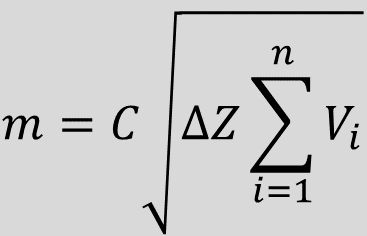 m = C √(ΔZ ∑_{i=1}^{n} V_i)